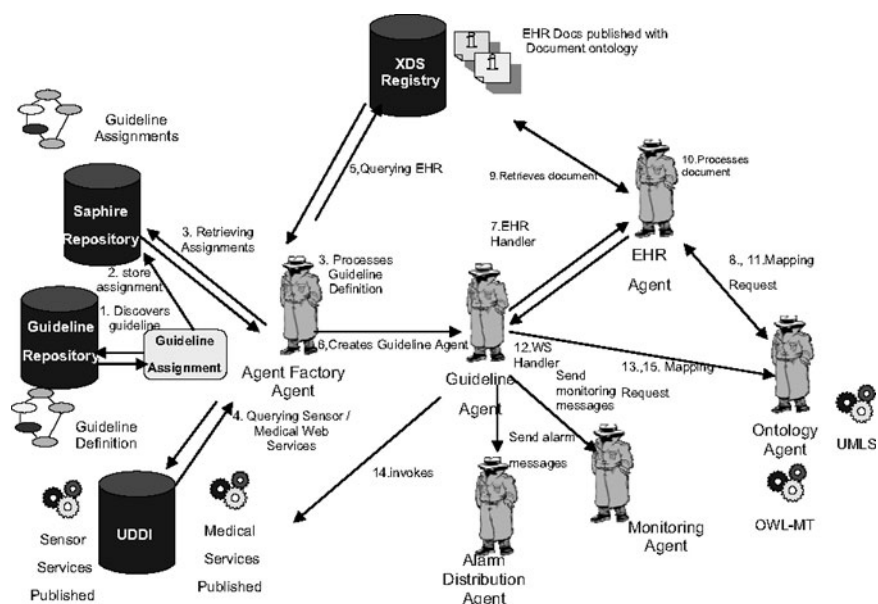 XDS
Registry
EHR Docs published with
Document ontology
Guideline
Assignments
5,Querying EHR
9.Retrieves document
10.Processes
document
Saphire
Repository
3. Retrieving
Assignments
3. Processes
Guideline
Definition
7.EHR
Handler
EHR
Agent
8., 11.Mapping
Request
2. store
assignment
1. Discovers
guideline
Guideline
Repository
Guideline
Assignment
6,Creates Guideline Agent
Agent Factory
Agent
12.WS
Handler
Guideline
Agent
13.,15. Mapping
Request
Send
monitoring
messages
Guideline
Definition
4. Querying Sensor /
Medical Web
Services
Send alarm
messages
Ontology
Agent
UMLS
14.invokes
UDDI
Sensor
Services
Published
Medical
Services
Published
Monitoring
Agent
OWL-MT
Alarm
Distribution
Agent